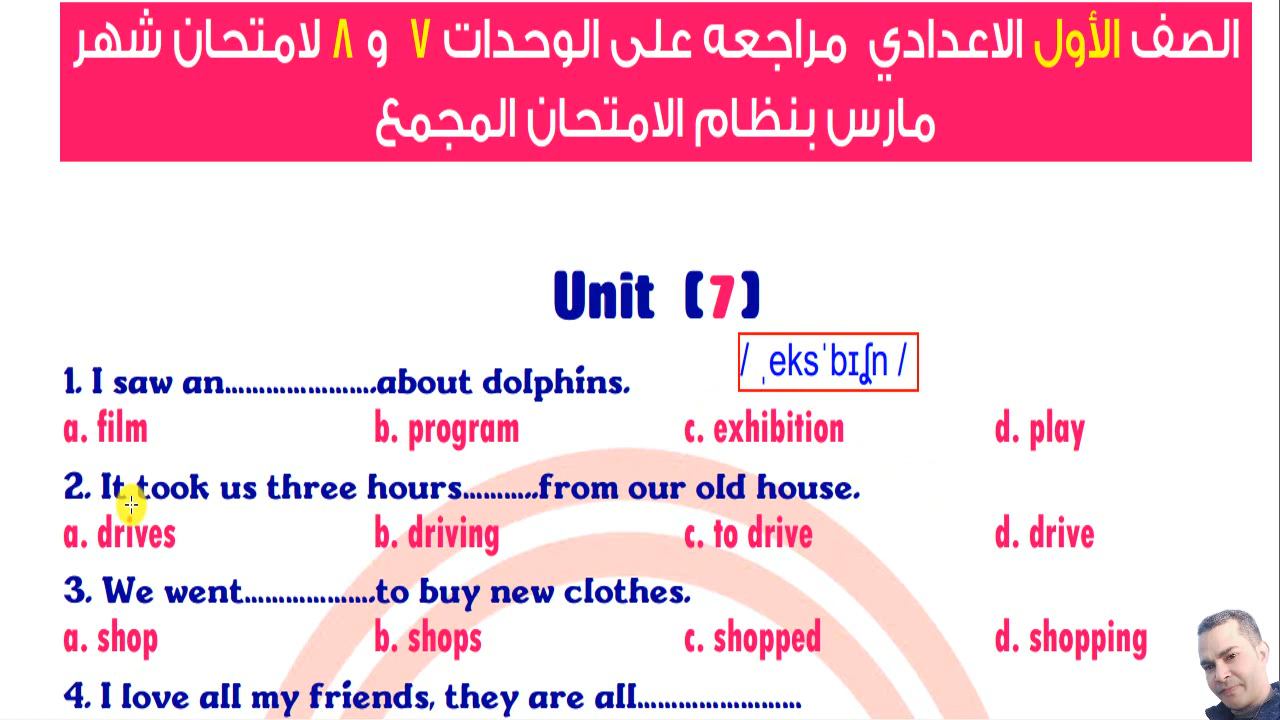 الصف الأول الاعدادي مراجعه على الوحدات ٧ و ٨ لامتحان شهر
مارس بنظام الامتحان المجمع
Unit (7)
/ ˌeksˈbɪʃn /
1. I saw an.......................about dolphins.
a. film b. program c. exhibition d. play
2. It took us three hours...........from our old house.
a. drives b. driving c. to drive d. drive
3. We went...................to buy new clothes.
a. shop b. shops c. shopped d. shopping
4. I love all my friends, they are all........................